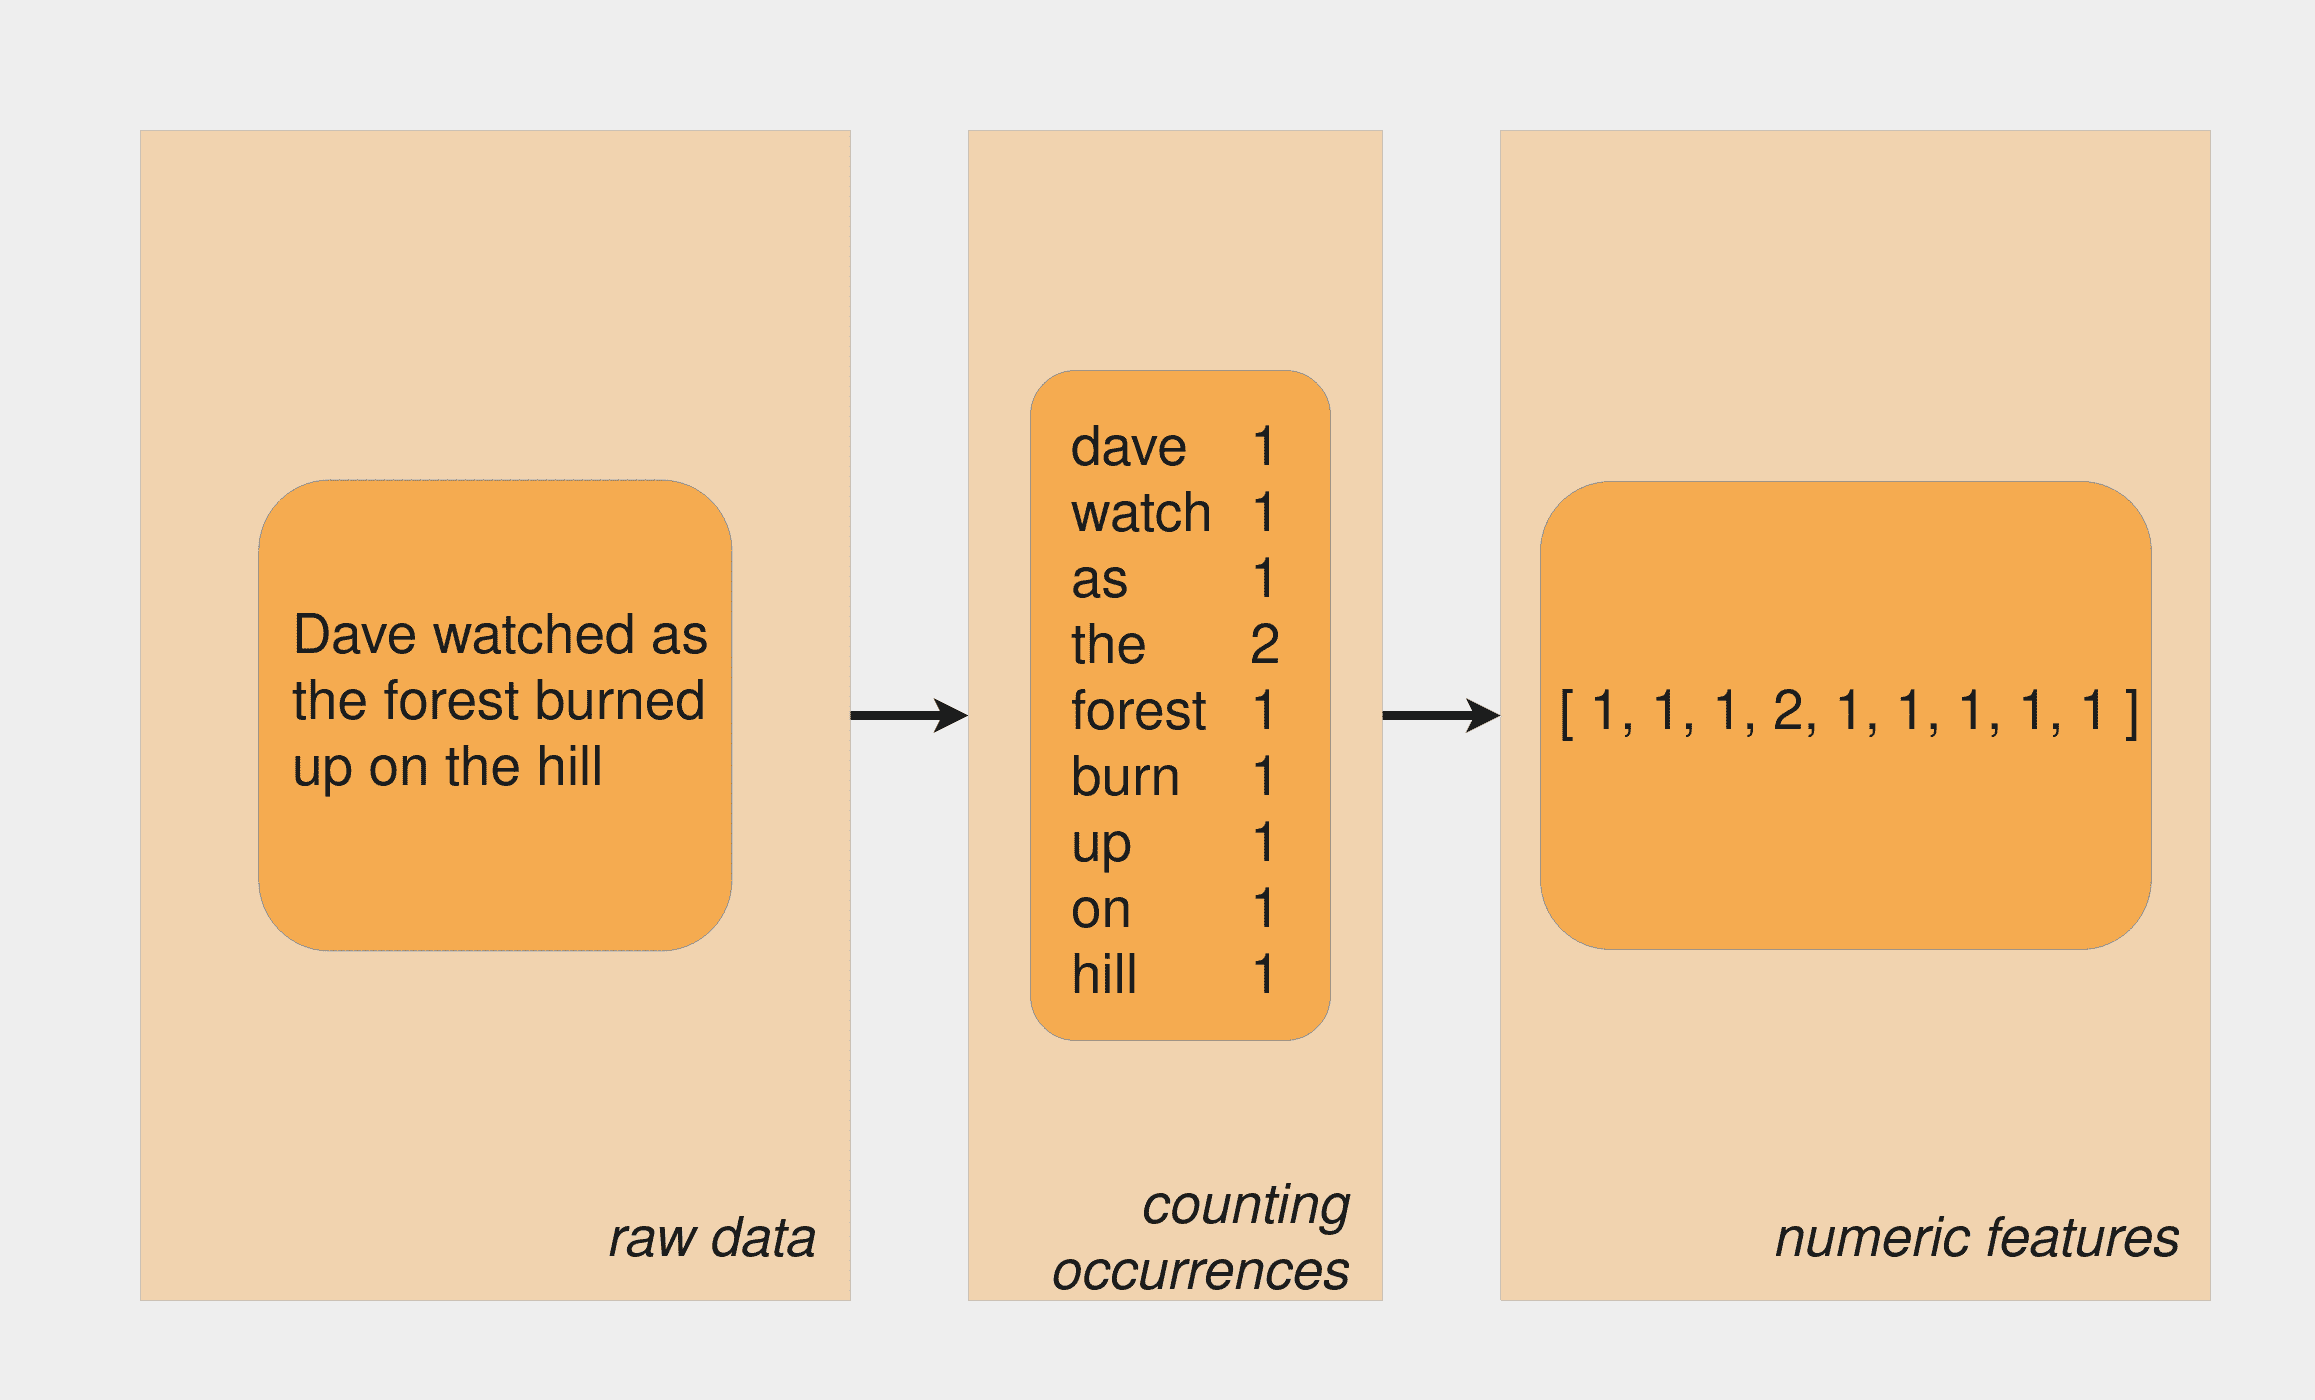 Dave watched as
the forest burned
up on the hill
raw data
dave 1
watch 1
as 1
the 2
forest 1
burn 1
up 1
on 1
hill 1
counting
occurrences
[ 1, 1, 1, 2, 1, 1, 1, 1, 1 ]
numeric features